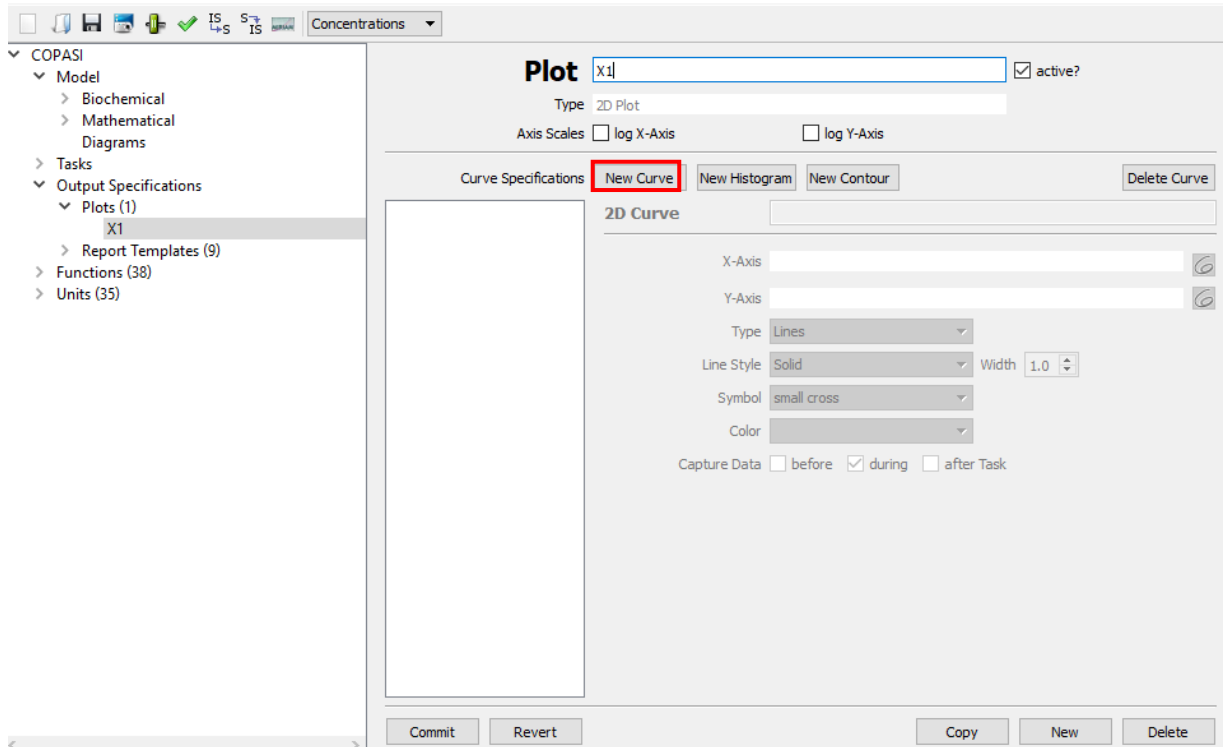 IS
S
S
IS
Concentrations
COPASI
Model
Biochemical
Mathematical
Diagrams
Tasks
Output Specifications
Plots (1)
X1
Report Templates (9)
Functions (38)
Units (35)
Plot X1 active?
Type 2D Plot
Axis Scales log X-Axis log Y-Axis
Curve Specifications New Curve New Histogram New Contour Delete Curve
2D Curve
X-Axis
Y-Axis
Type Lines
Line Style Solid Width 1.0
Symbol small cross
Color
Capture Data before during after Task
Commit Revert Copy New Delete